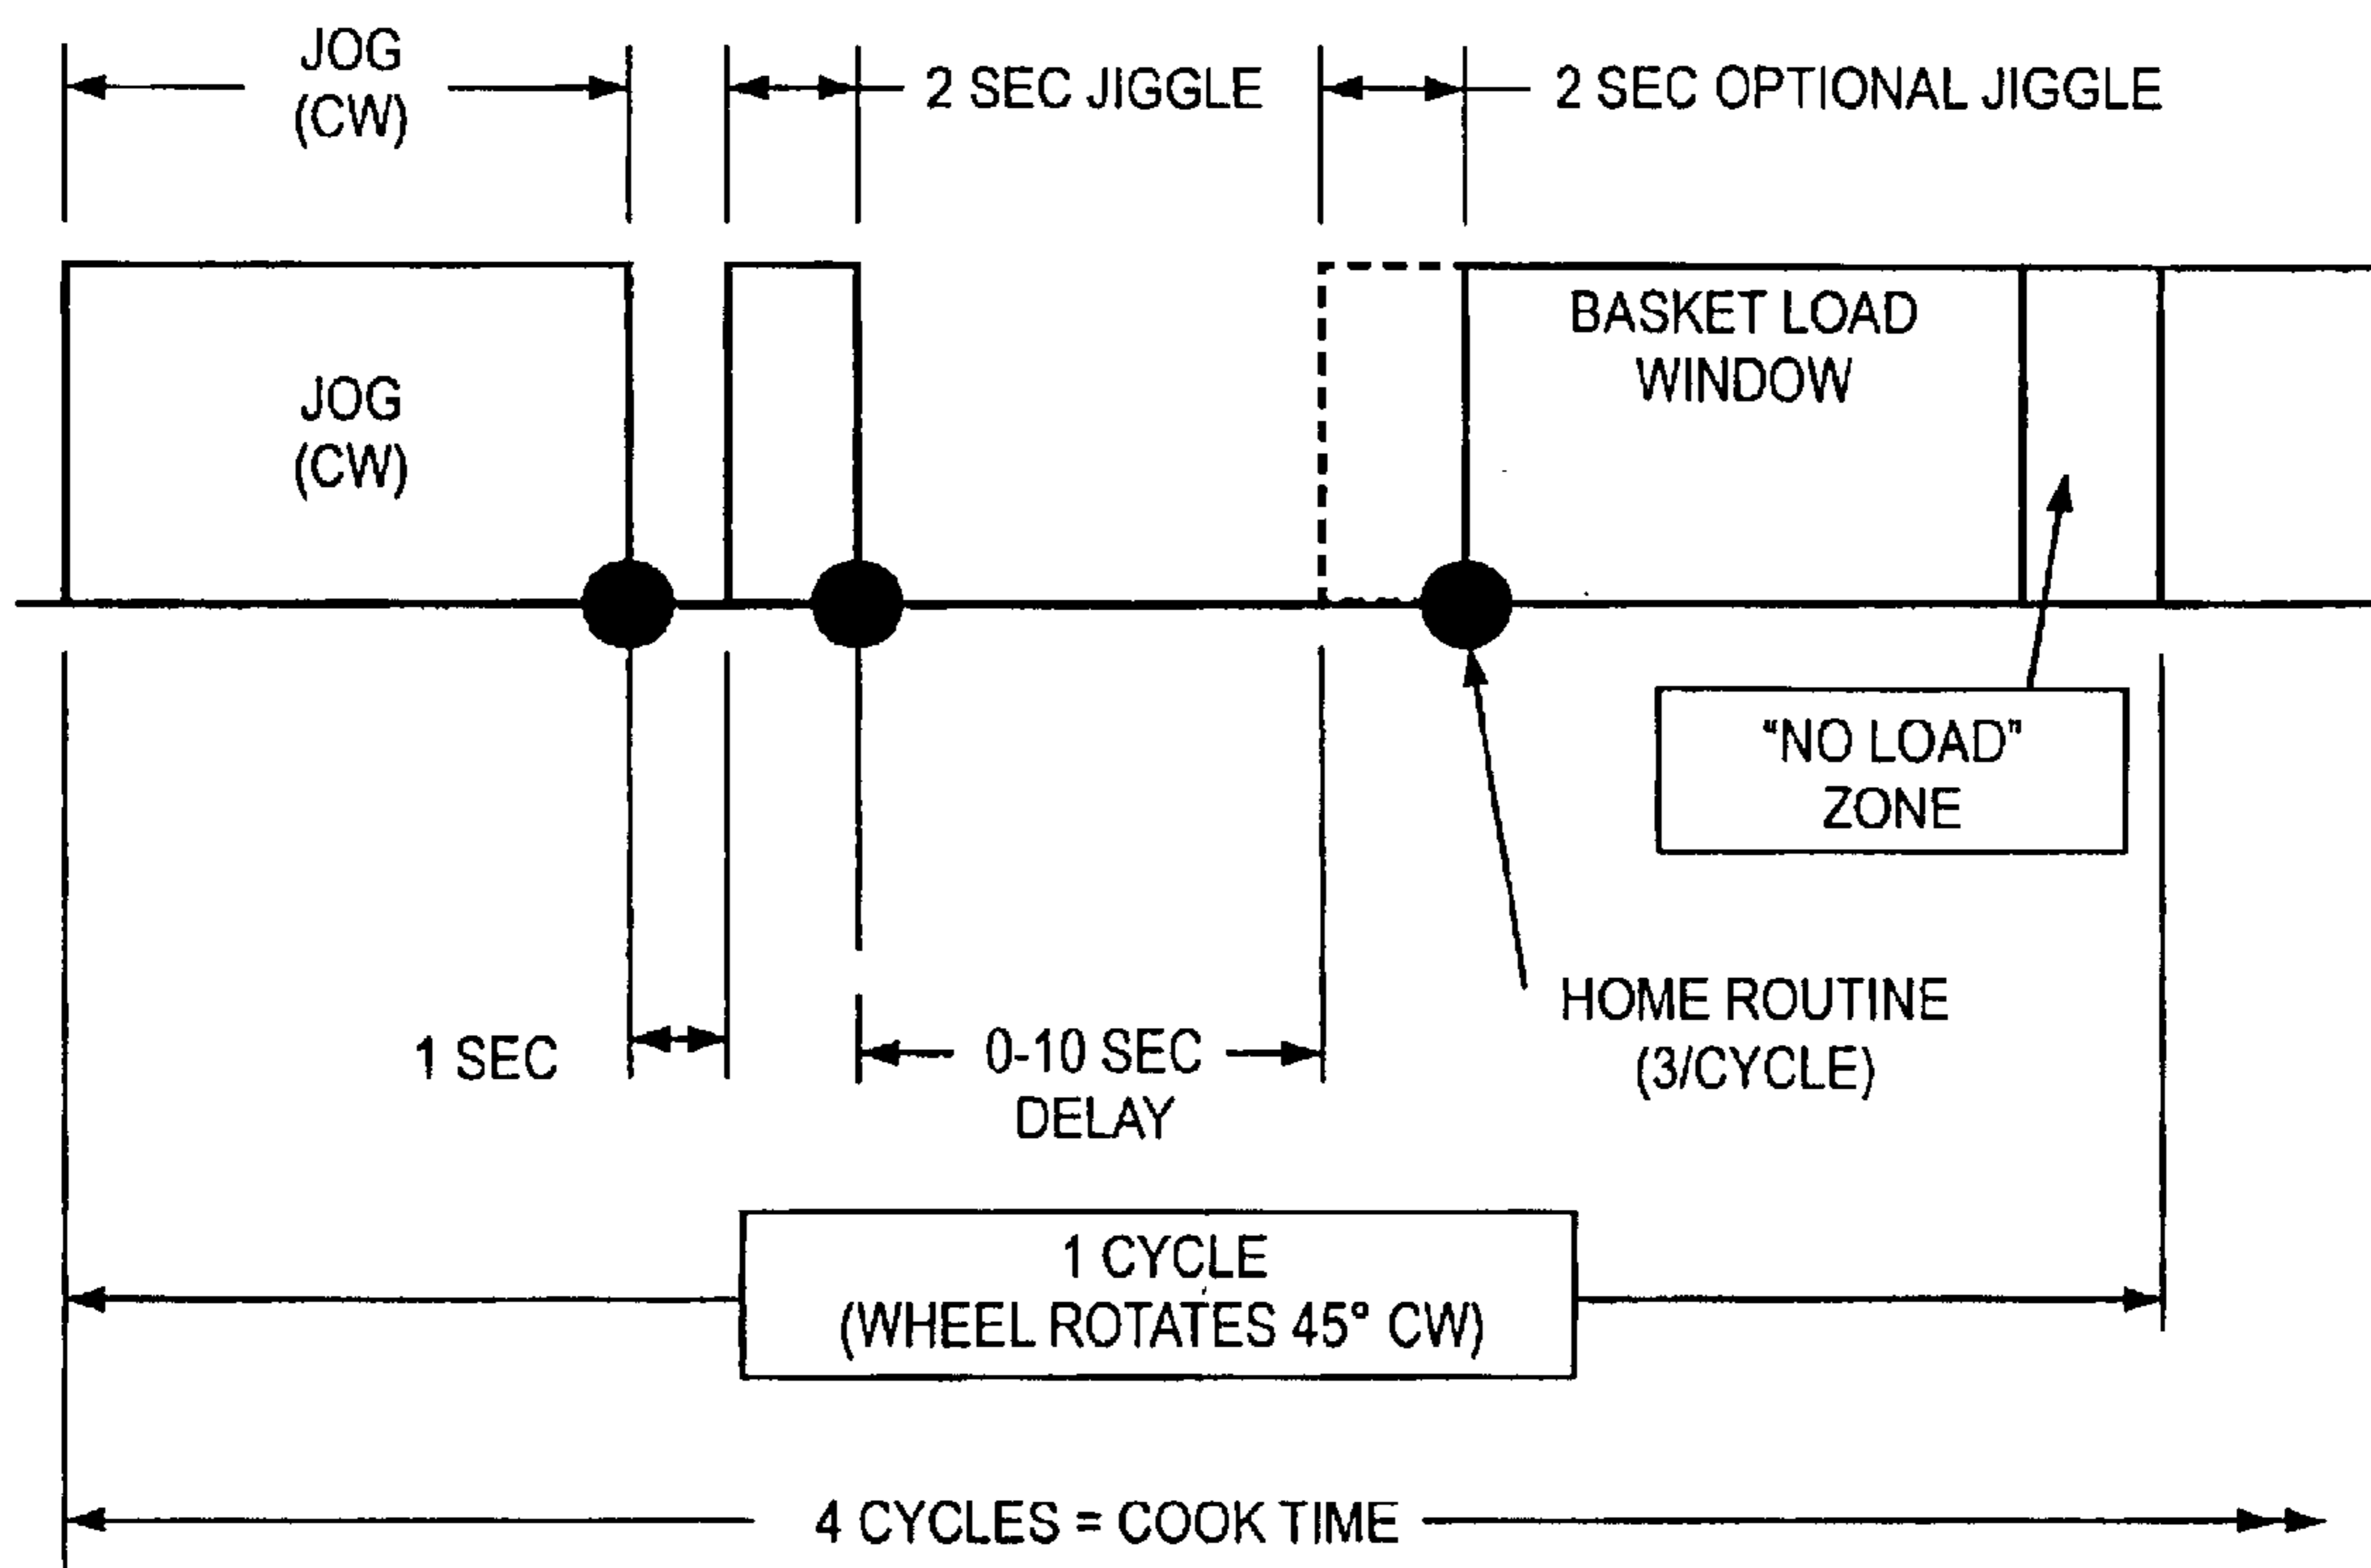 JOG
(CW)
2 SEC JIGGLE
2 SEC OPTIONAL JIGGLE
JOG
(CW)
BASKET LOAD
WINDOW
"NO LOAD"
ZONE
1 SEC
0-10 SEC
DELAY
HOME ROUTINE
(3/CYCLE)
1 CYCLE
(WHEEL ROTATES 45° CW)
4 CYCLES = COOK TIME